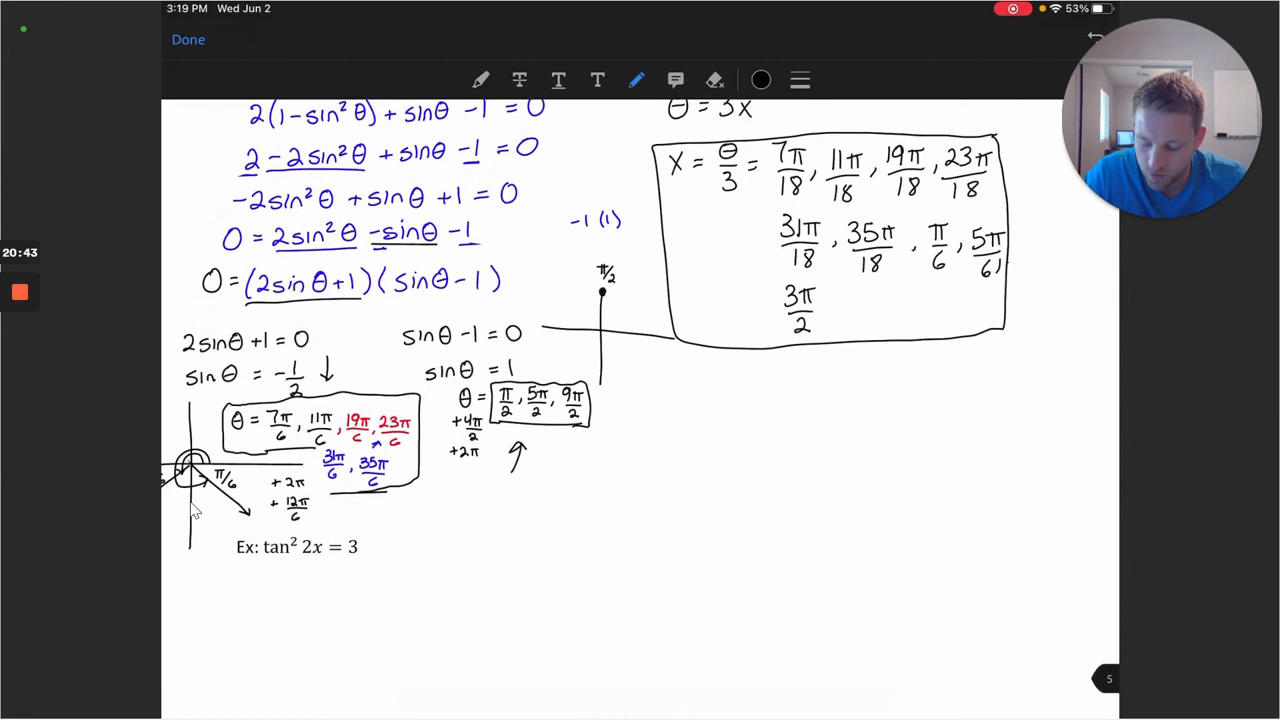 3:19 PM Wed Jun 2
53%
Done
20:43
2(1-sin²θ) + sinθ -1 = 0
2 - 2sin²θ + sinθ -1 = 0
-2sin²θ + sinθ +1 = 0
0 = 2sin²θ - sinθ -1
-1 (1)
0 = (2sinθ+1)(sinθ-1)
2sinθ +1 = 0
sinθ = -1/2
θ = 7π/6, 11π/6, 19π/6, 23π/6
31π/6, 35π/6
π/6
+2π
+ 12π/6
sinθ -1 = 0
sinθ = 1
θ = π/2, 5π/2, 9π/2
+4π/2
+2π
π/2
θ = 3x
x = θ/3 = 7π/18, 11π/18, 19π/18, 23π/18
31π/18, 35π/18, π/6, 5π/6,
3π/2
Ex: tan² 2x = 3
5